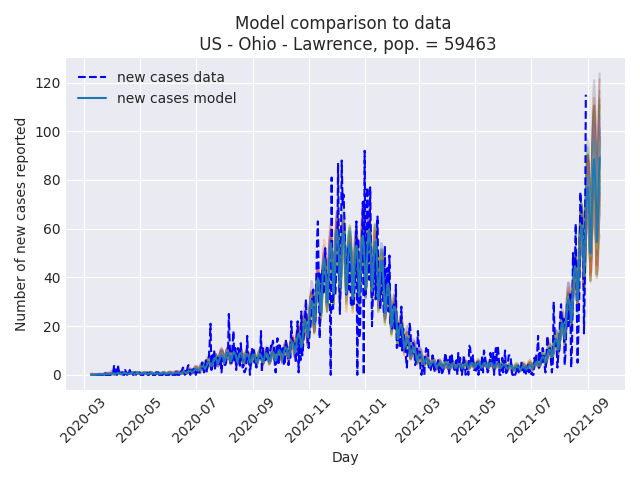 Model comparison to data
US - Ohio - Lawrence, pop. = 59463
new cases data
new cases model
Number of new cases reported
120
100
80
60
40
20
0
2020-03
2020-05
2020-07
2020-09
2020-11
2021-01
2021-03
2021-05
2021-07
2021-09
Day